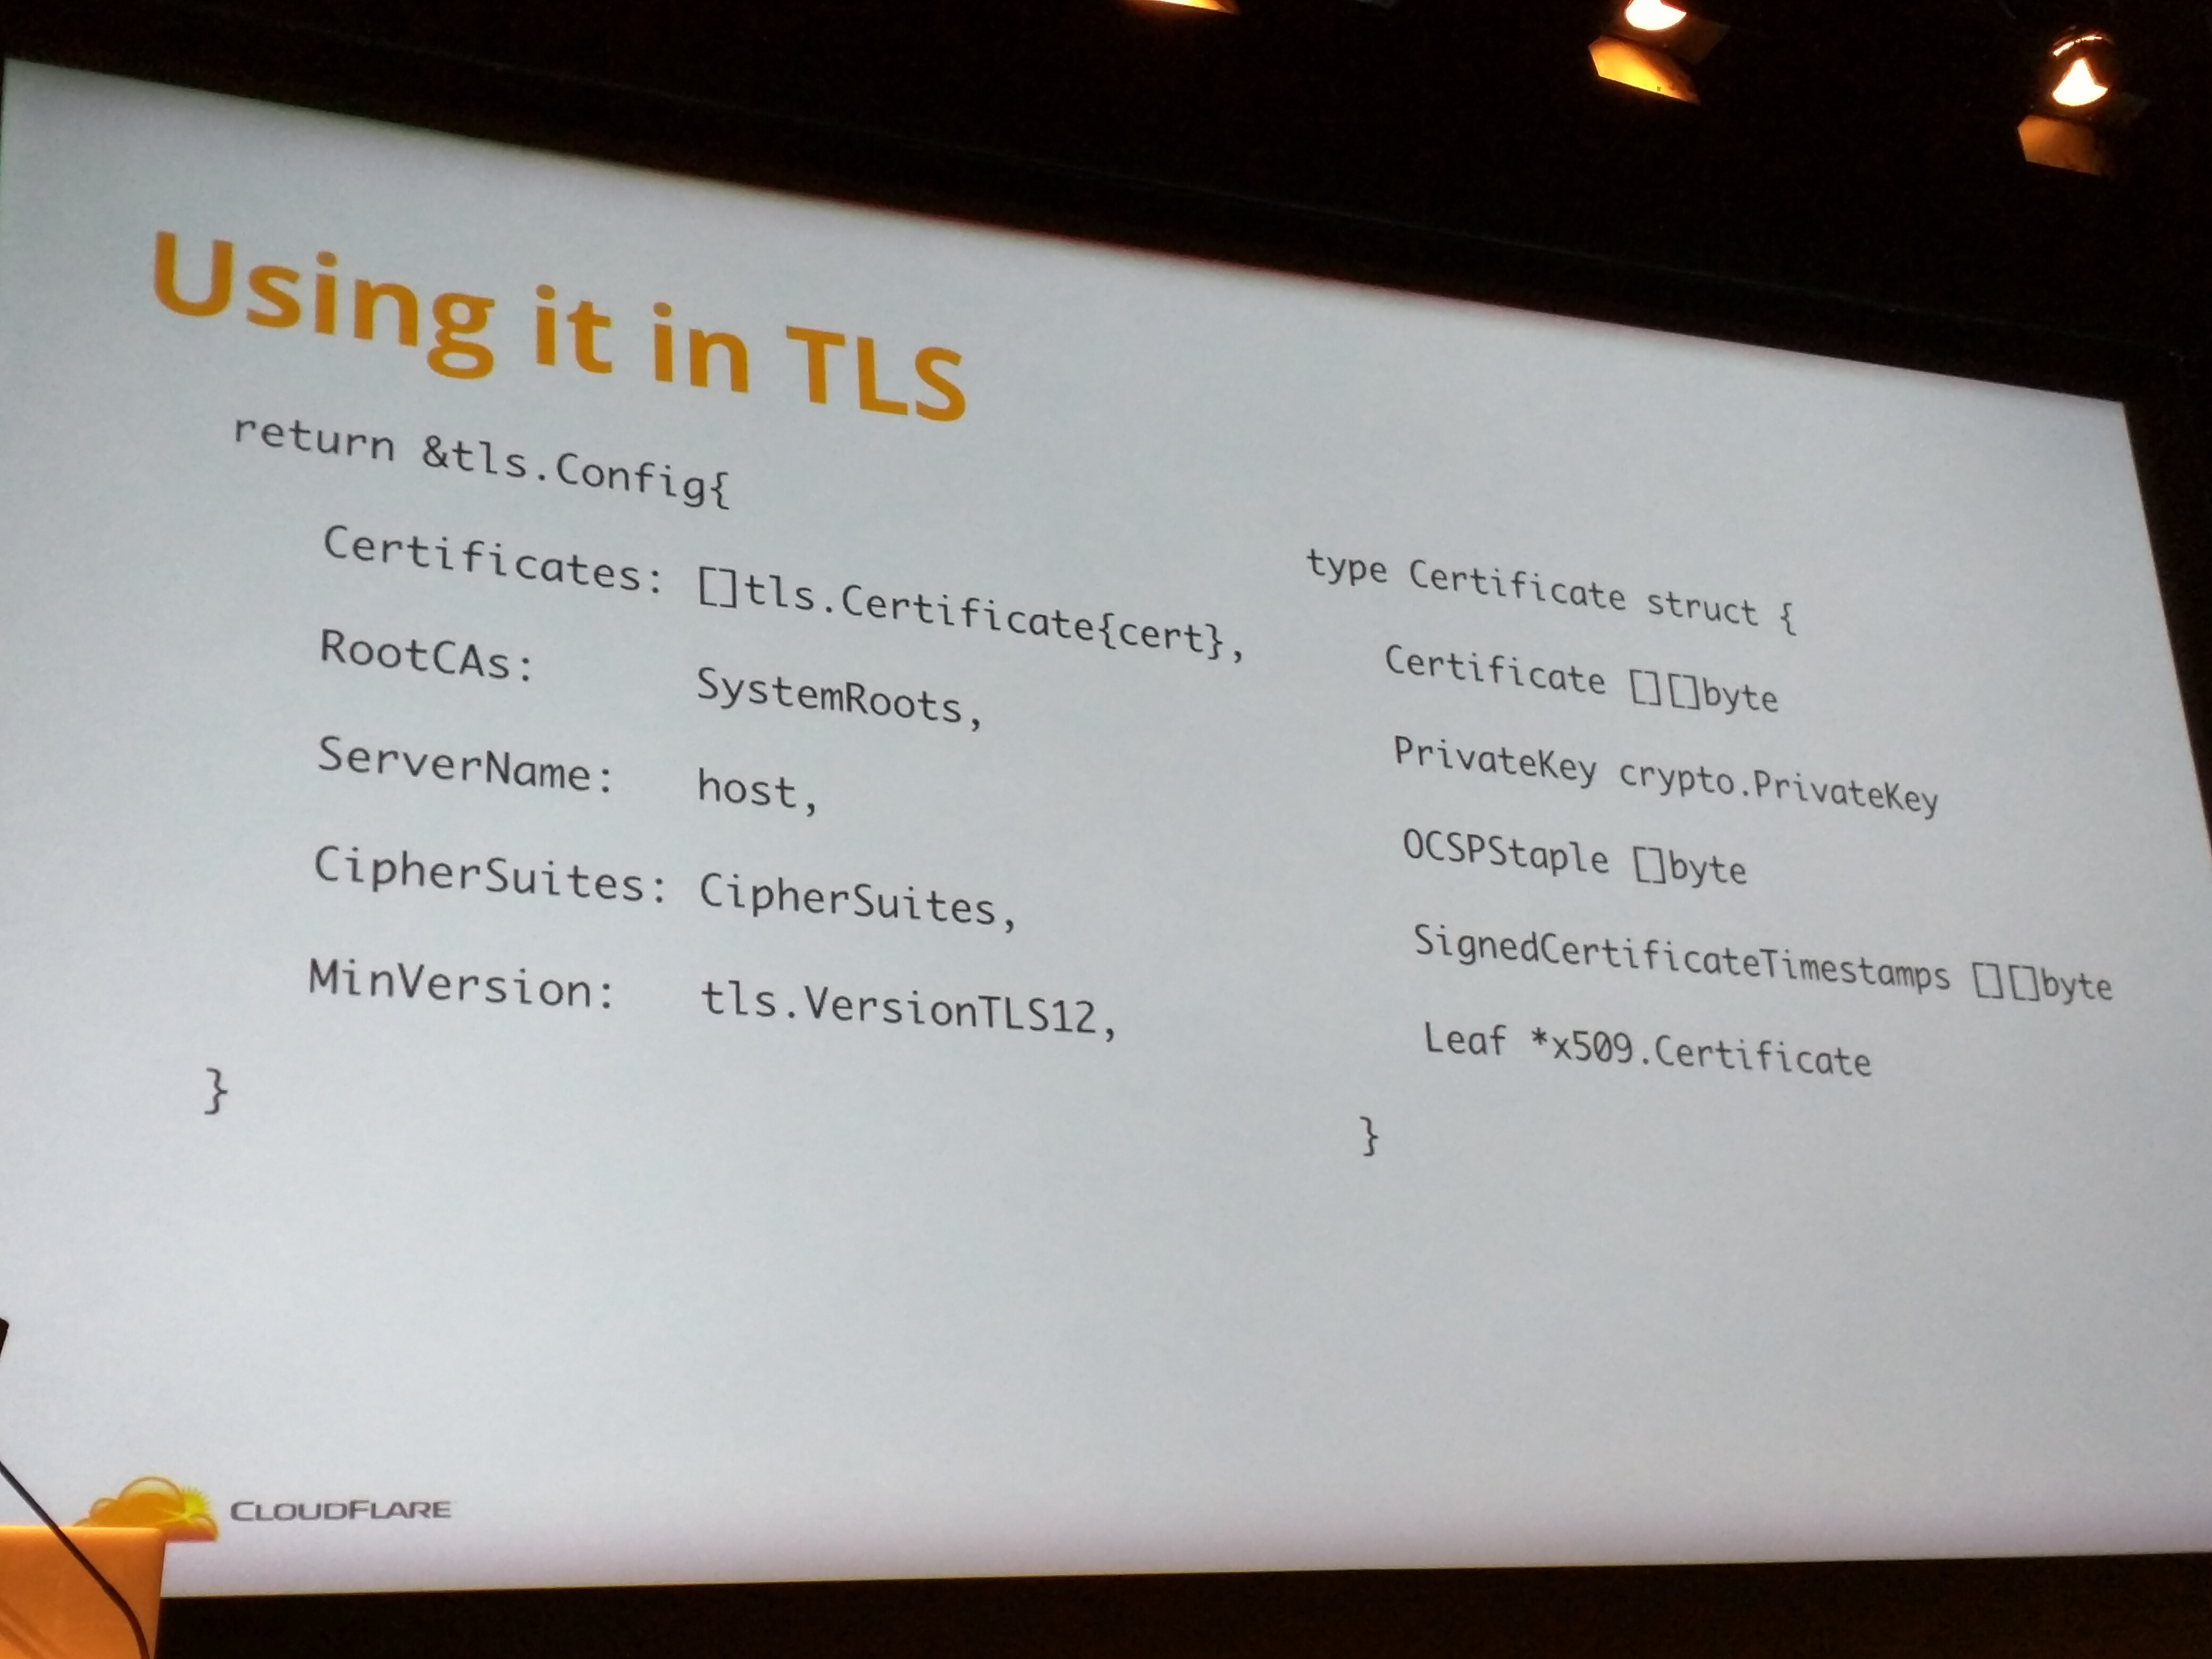 Using it in TLS
return &tls.Config{
Certificates: []tls.Certificate{cert},
RootCAs: SystemRoots,
ServerName: host,
CipherSuites: CipherSuites,
MinVersion: tls.VersionTLS12,
}
type Certificate struct {
Certificate [][]byte
PrivateKey crypto.PrivateKey
OCSPStaple []byte
SignedCertificateTimestamps [][]byte
Leaf *x509.Certificate
}
CLOUDFLARE